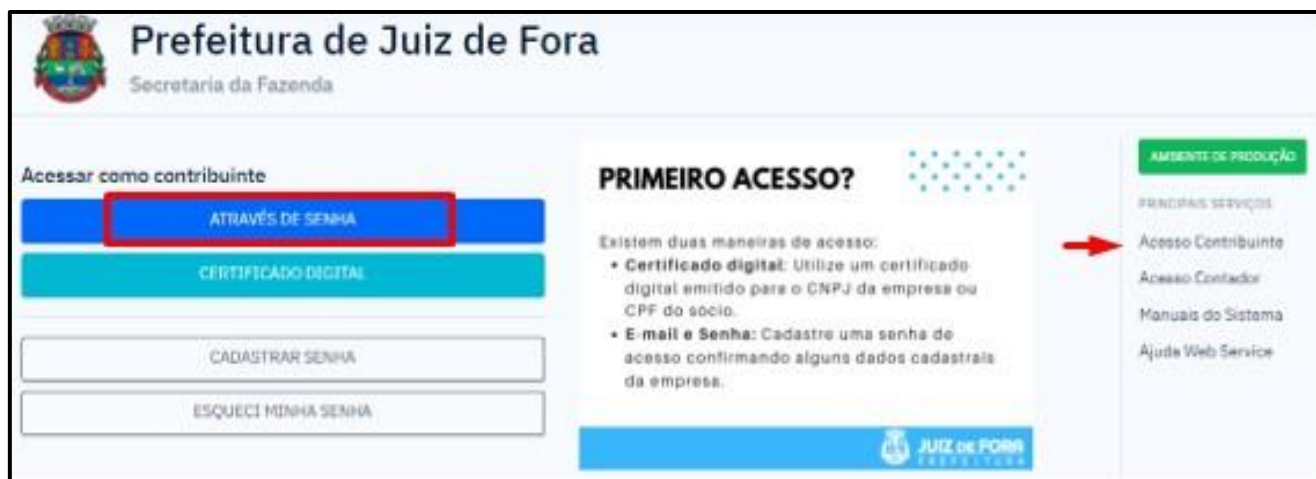 Prefeitura de Juiz de Fora
Secretaria da Fazenda
Acessar como contribuinte
ATRAVÉS DE SENHA
CERTIFICADO DIGITAL
CADASTRAR SENHA
ESQUECI MINHA SENHA
PRIMEIRO ACESSO?
Existem duas maneiras de acesso:
• Certificado digital: Utilize um certificado
digital emitido para o CNPJ da empresa ou
CPF do sócio.
• E-mail e Senha: Cadastre uma senha de
acesso confirmando alguns dados cadastrais
da empresa.
JUIZ DE FORA
PREFEITURA
AMBIENTE DE PRODUÇÃO
PRINCIPAIS SERVIÇOS
Acesso Contribuinte
Acesso Contador
Manuais do Sistema
Ajuda Web Service